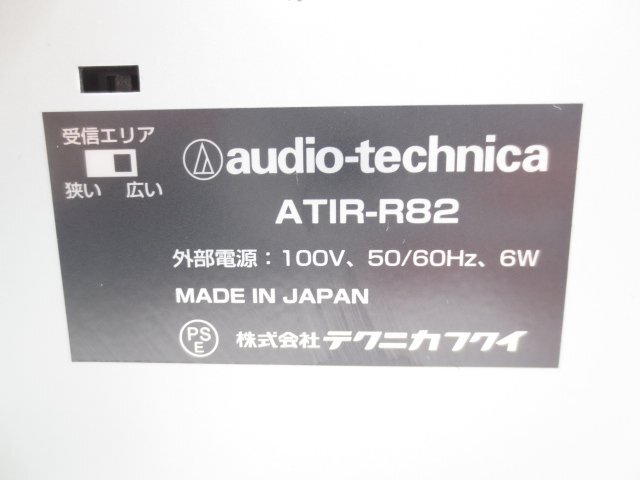 受信エリア
狭い 広い
audio-technica
ATIR-R82
外部電源：100V、50/60Hz、6W
MADE IN JAPAN
PSE 株式会社テクニカフクイ